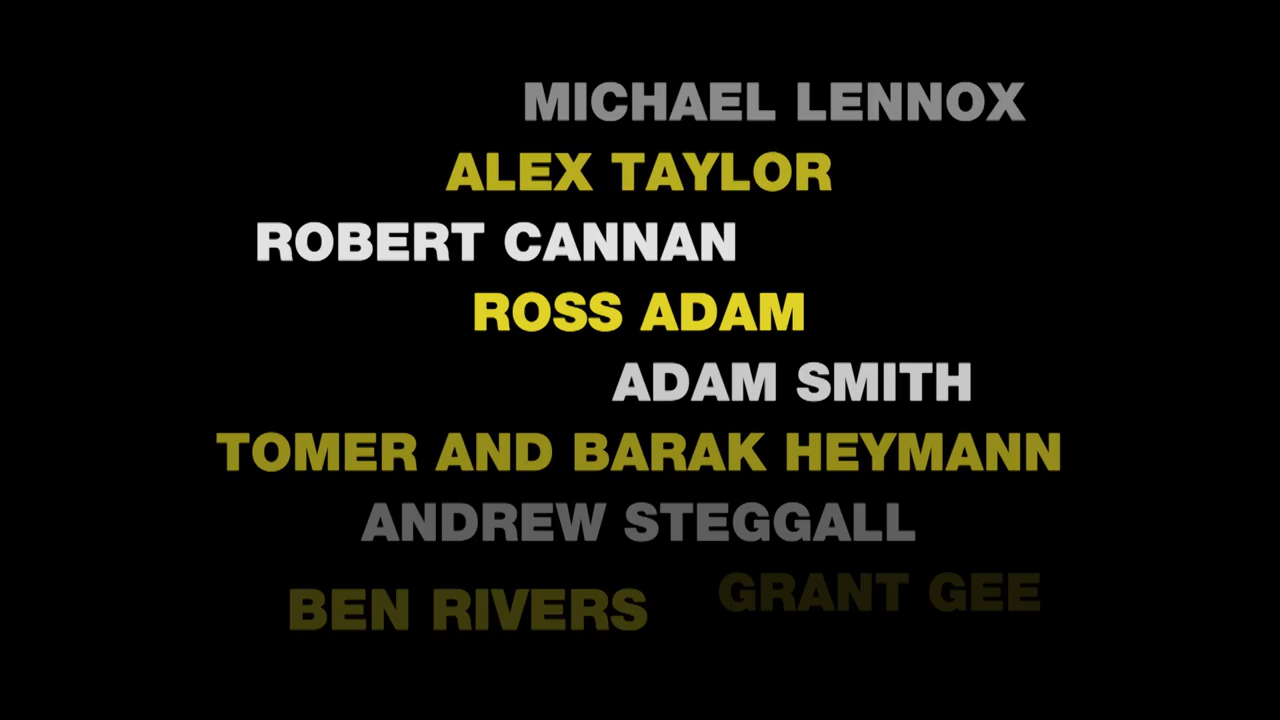 MICHAEL LENNOX
ALEX TAYLOR
ROBERT CANNAN
ROSS ADAM
ADAM SMITH
TOMER AND BARAK HEYMANN
ANDREW STEGGALL
GRANT GEE
BEN RIVERS